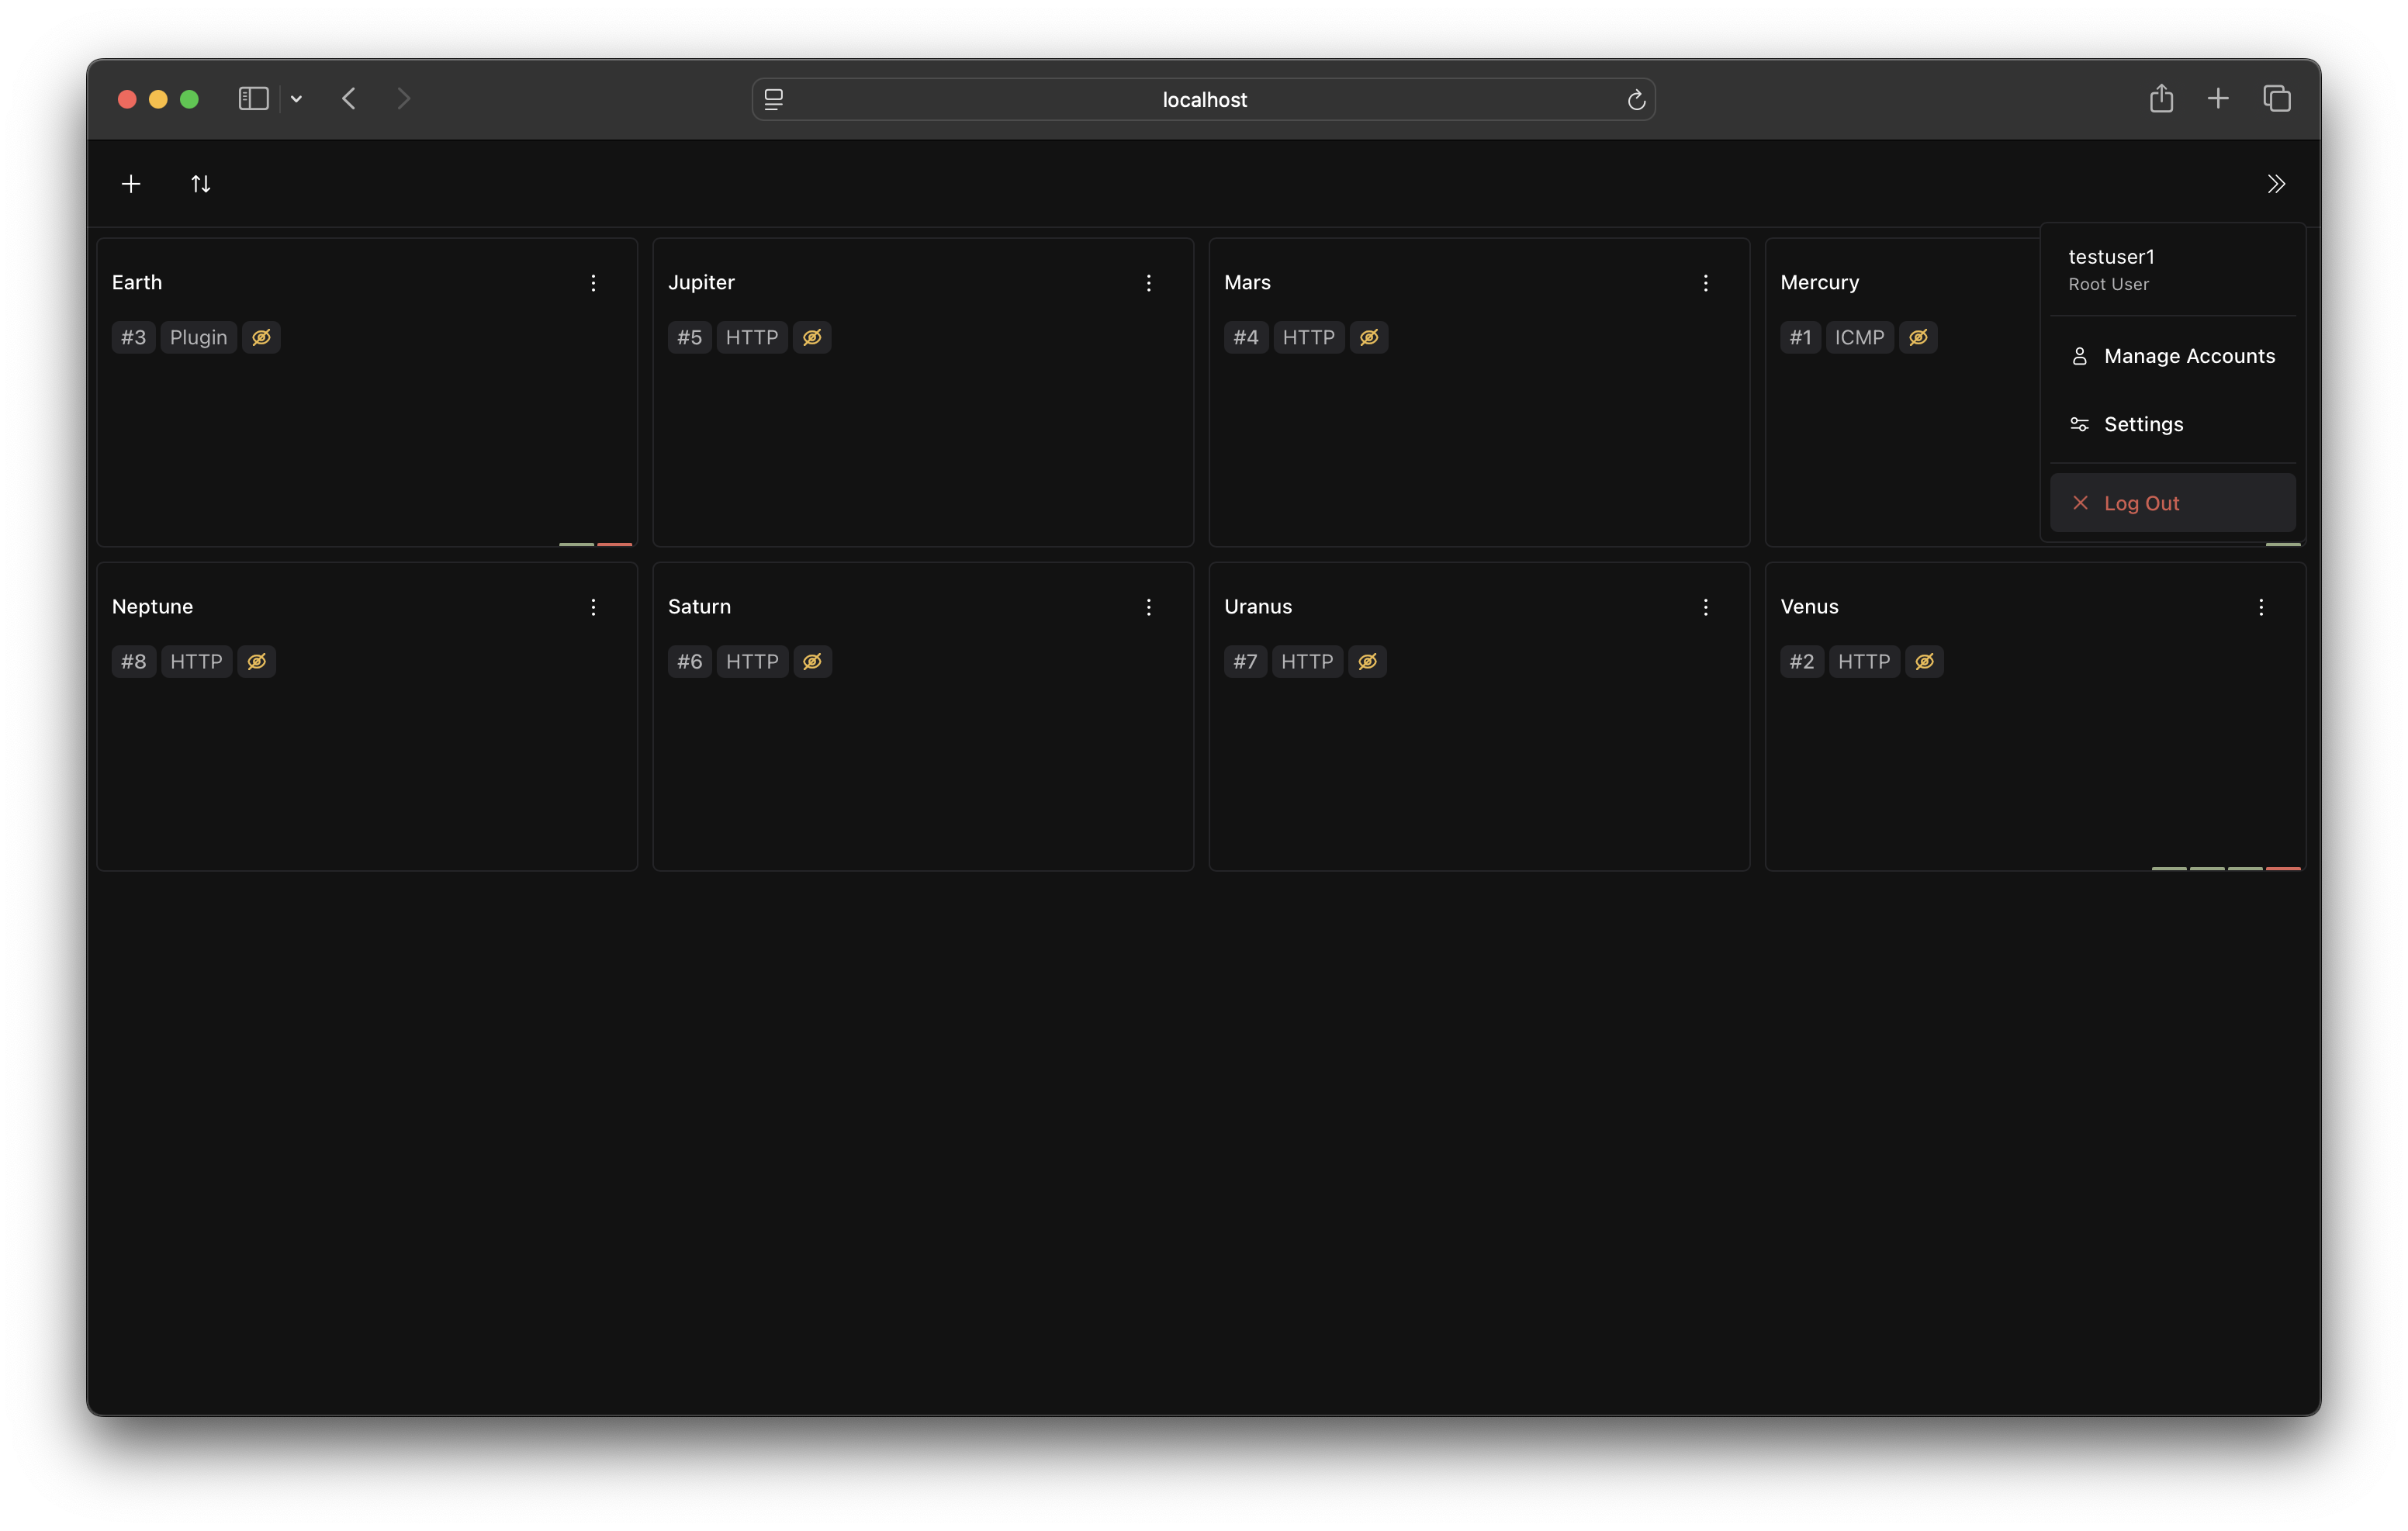 localhost
testuser1
Root User
Manage Accounts
Settings
Log Out
Earth
#3 Plugin
Jupiter
#5 HTTP
Mars
#4 HTTP
Mercury
#1 ICMP
Neptune
#8 HTTP
Saturn
#6 HTTP
Uranus
#7 HTTP
Venus
#2 HTTP